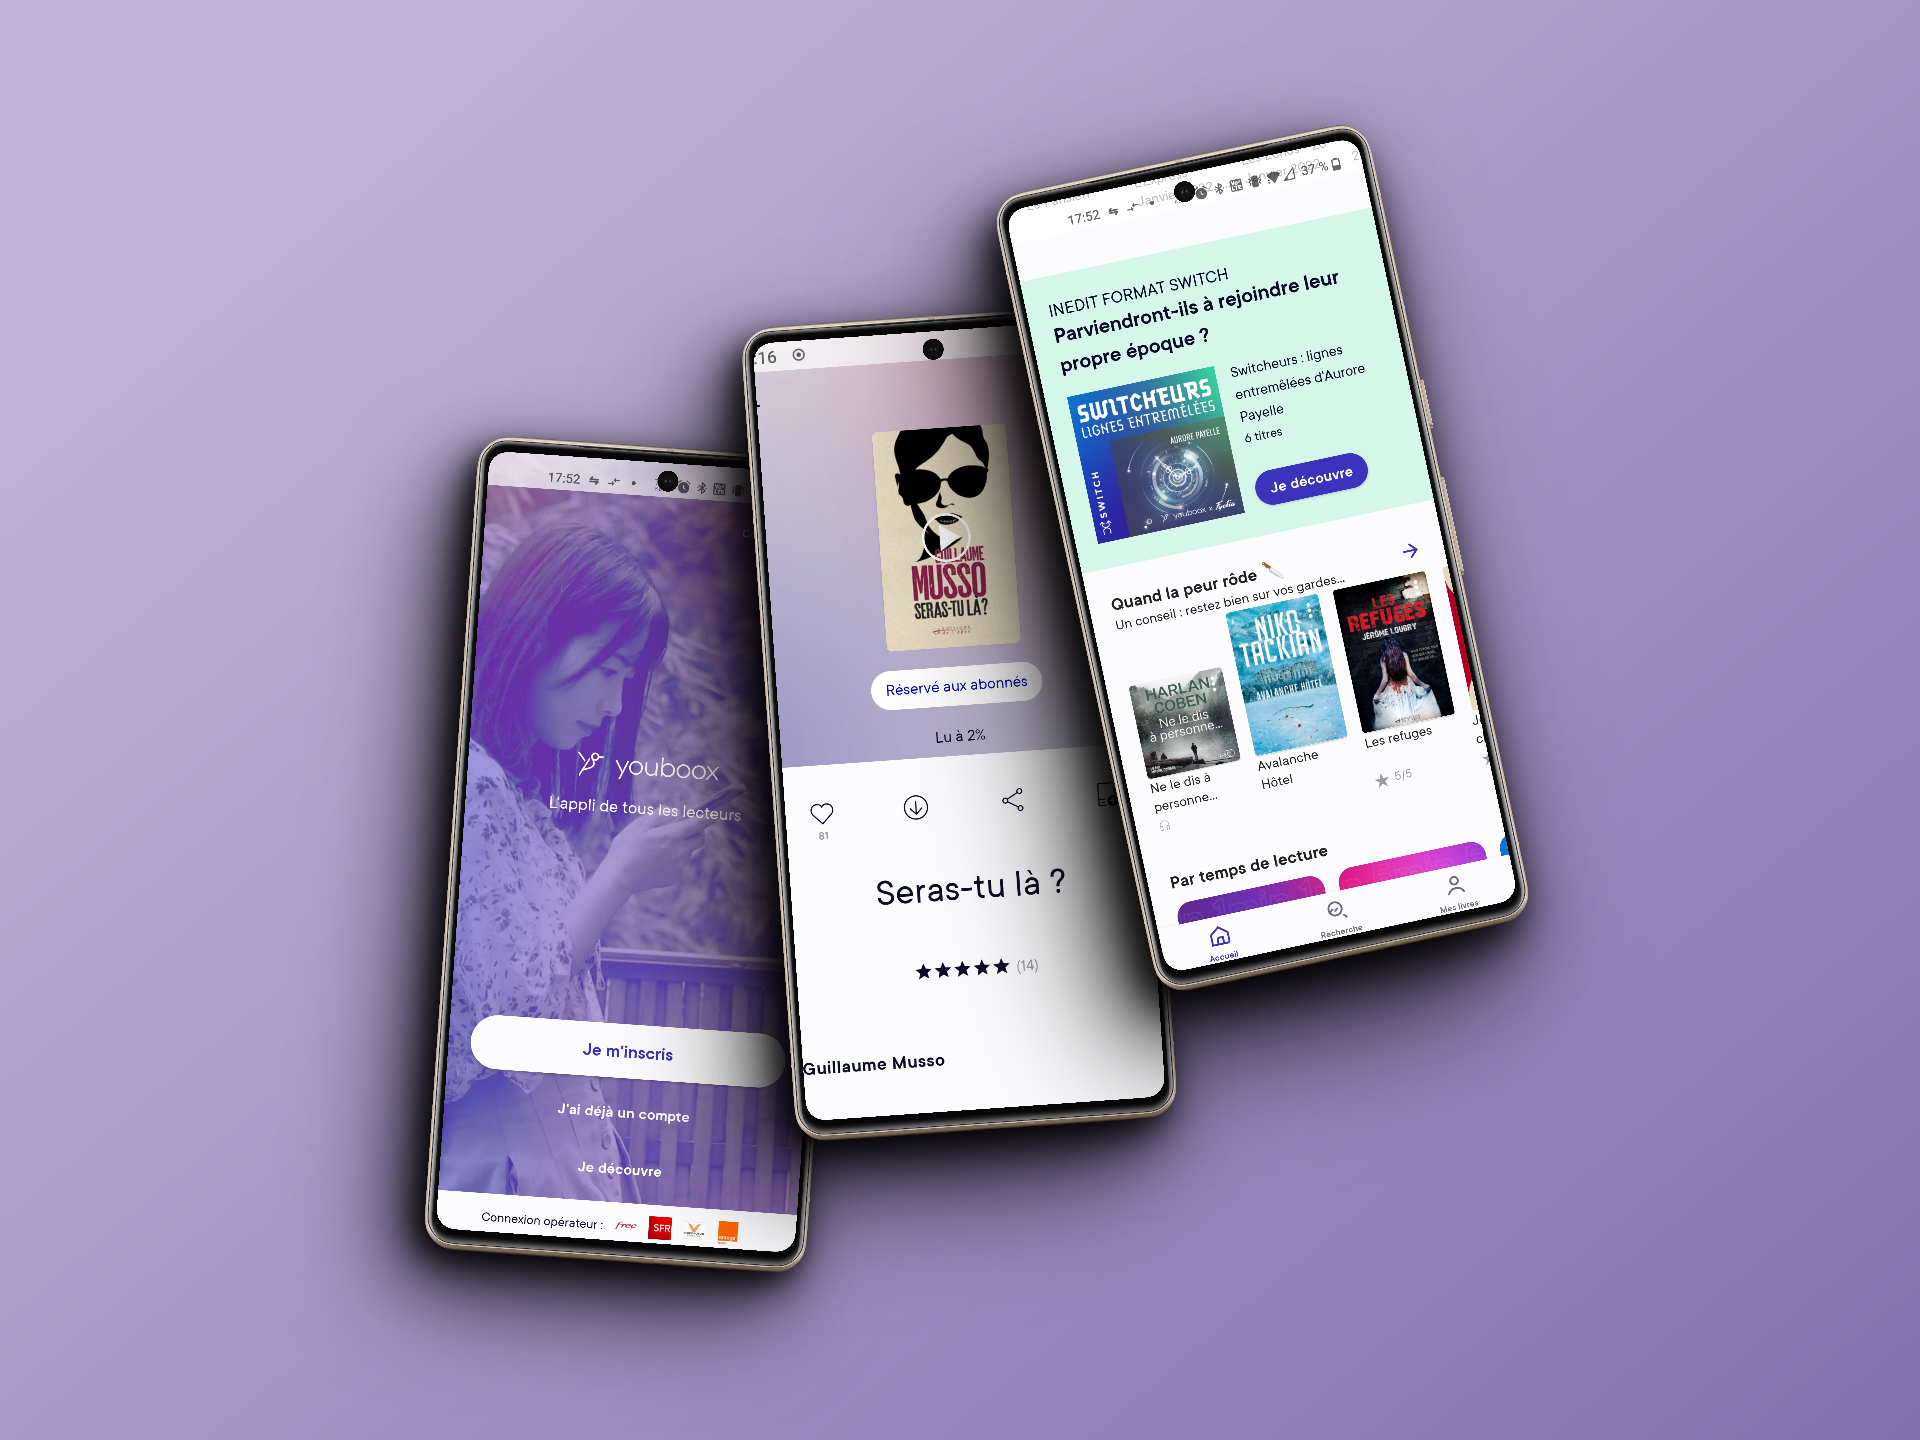 17:52
youboox
L'appli de tous les lecteurs
Je m'inscris
J'ai déjà un compte
Je découvre
Connexion opérateur :
free
SFR
orange
:16
GUILLAUME
MUSSO
SERAS-TU LÀ ?
Réservé aux abonnés
Lu à 2%
81
Seras-tu là ?
(14)
Guillaume Musso
17:52
37 %
INEDIT FORMAT SWITCH
Parviendront-ils à rejoindre leur
propre époque ?
SWITCHEURS
LIGNES ENTREMÊLÉES
AURORE PAYELLE
SWITCH
youboox x
Switcheurs : lignes
entremêlées d'Aurore
Payelle
6 titres
Je découvre
Quand la peur rôde
Un conseil : restez bien sur vos gardes...
HARLAN
COBEN
Ne le dis
à personne...
NIKO
TACKIAN
AVALANCHE HÔTEL
LES
REFUGES
JÉRÔME LOUBRY
Ne le dis à
personne...
Avalanche
Hôtel
Les refuges
5/5
Par temps de lecture
Accueil
Recherche
Mes livres